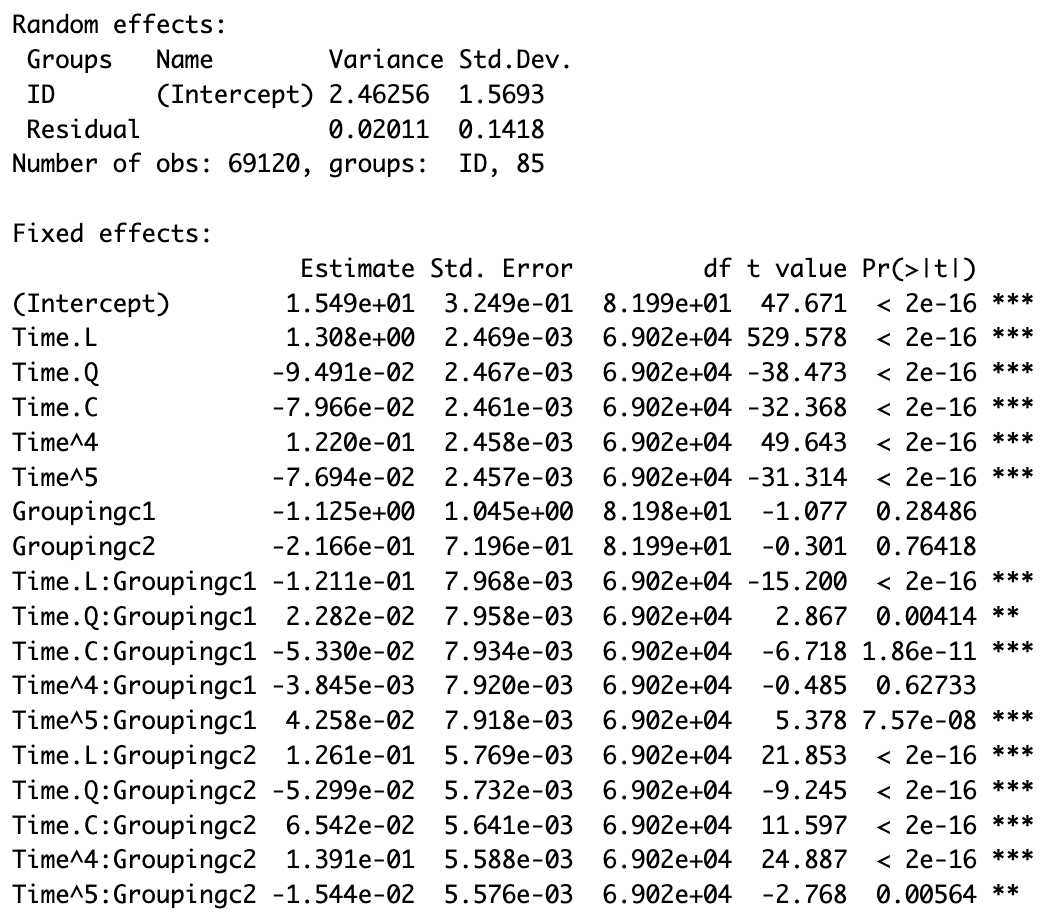 Random effects:
 Groups   Name        Variance Std.Dev.
 ID       (Intercept) 2.46256  1.5693
 Residual             0.02011  0.1418
Number of obs: 69120, groups:  ID, 85

Fixed effects:
                   Estimate Std. Error         df t value Pr(>|t|)
(Intercept)       1.549e+01  3.249e-01  8.199e+01  47.671  < 2e-16 ***
Time.L            1.308e+00  2.469e-03  6.902e+04 529.578  < 2e-16 ***
Time.Q           -9.491e-02  2.467e-03  6.902e+04 -38.473  < 2e-16 ***
Time.C           -7.966e-02  2.461e-03  6.902e+04 -32.368  < 2e-16 ***
Time^4            1.220e-01  2.458e-03  6.902e+04  49.643  < 2e-16 ***
Time^5           -7.694e-02  2.457e-03  6.902e+04 -31.314  < 2e-16 ***
Groupingc1       -1.125e+00  1.045e+00  8.198e+01  -1.077  0.28486
Groupingc2       -2.166e-01  7.196e-01  8.199e+01  -0.301  0.76418
Time.L:Groupingc1 -1.211e-01  7.968e-03  6.902e+04 -15.200  < 2e-16 ***
Time.Q:Groupingc1  2.282e-02  7.958e-03  6.902e+04   2.867  0.00414 **
Time.C:Groupingc1 -5.330e-02  7.934e-03  6.902e+04  -6.718 1.86e-11 ***
Time^4:Groupingc1 -3.845e-03  7.920e-03  6.902e+04  -0.485  0.62733
Time^5:Groupingc1  4.258e-02  7.918e-03  6.902e+04   5.378 7.57e-08 ***
Time.L:Groupingc2  1.261e-01  5.769e-03  6.902e+04  21.853  < 2e-16 ***
Time.Q:Groupingc2 -5.299e-02  5.732e-03  6.902e+04  -9.245  < 2e-16 ***
Time.C:Groupingc2  6.542e-02  5.641e-03  6.902e+04  11.597  < 2e-16 ***
Time^4:Groupingc2  1.391e-01  5.588e-03  6.902e+04  24.887  < 2e-16 ***
Time^5:Groupingc2 -1.544e-02  5.576e-03  6.902e+04  -2.768  0.00564 **